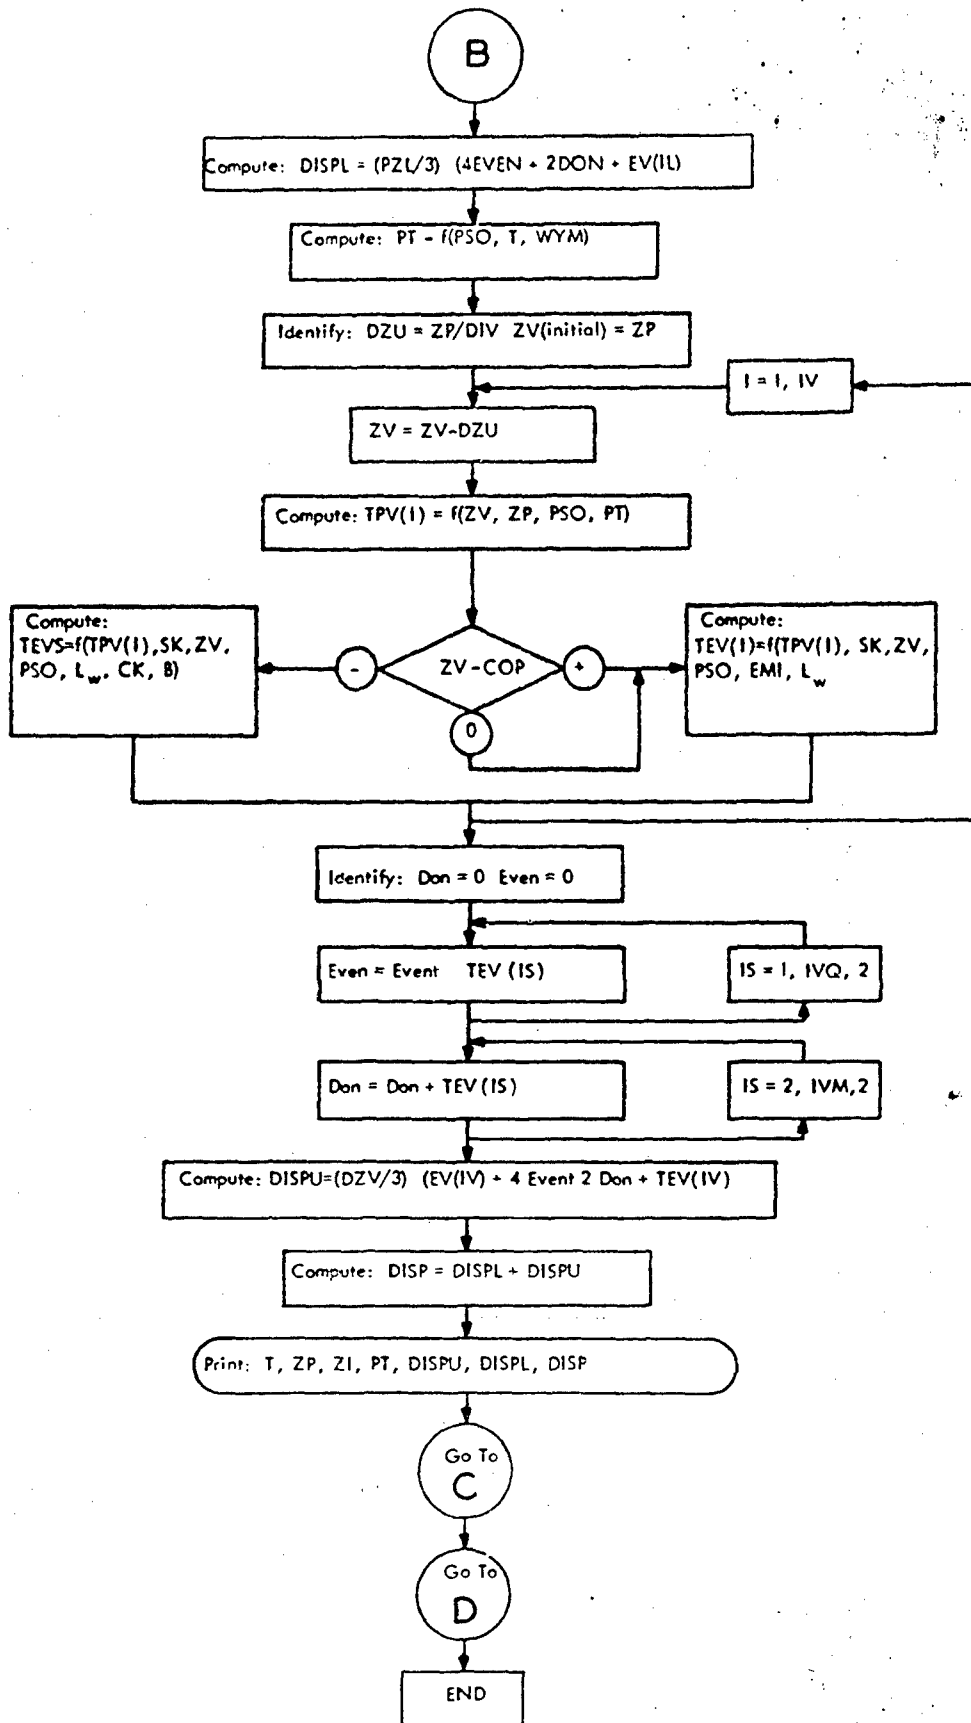 B
Compute: DISPL = (PZL/3) (4EVEN + 2DON + EV(IL)
Compute: PT - f(PSO, T, WYM)
Identify: DZU = ZP/DIV ZV(initial) = ZP
I = I, IV
ZV = ZV-DZU
Compute: TPV(I) = f(ZV, ZP, PSO, PT)
Compute:
TEVS=f(TPV(I),SK,ZV,
PSO, Lw, CK, B)
-
ZV-COP
+
0
Compute:
TEV(I)=f(TPV(I), SK,ZV,
PSO, EMI, Lw
Identify: Don = 0 Even = 0
Even = Event TEV (IS)
IS = 1, IVQ, 2
Don = Don + TEV (IS)
IS = 2, IVM,2
Compute: DISPU=(DZV/3) (EV(IV) + 4 Event 2 Don + TEV(IV)
Compute: DISP = DISPL + DISPU
Print: T, ZP, ZI, PT, DISPU, DISPL, DISP
Go To
C
Go To
D
END